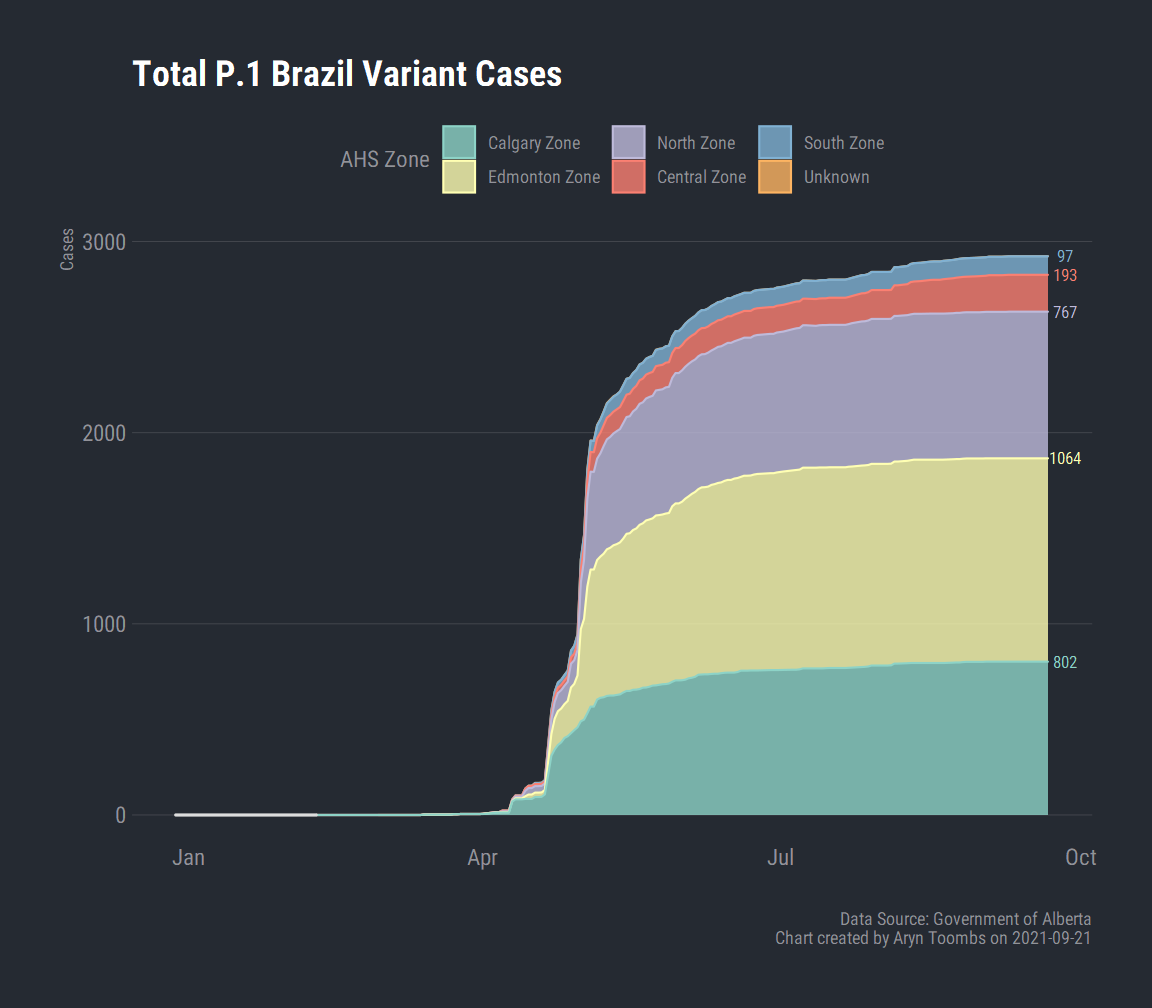 Total P.1 Brazil Variant Cases
AHS Zone
Calgary Zone
North Zone
South Zone
Edmonton Zone
Central Zone
Unknown
Cases
3000
2000
1000
0
97
193
767
1064
802
Jan
Apr
Jul
Oct
Data Source: Government of Alberta
Chart created by Aryn Toombs on 2021-09-21